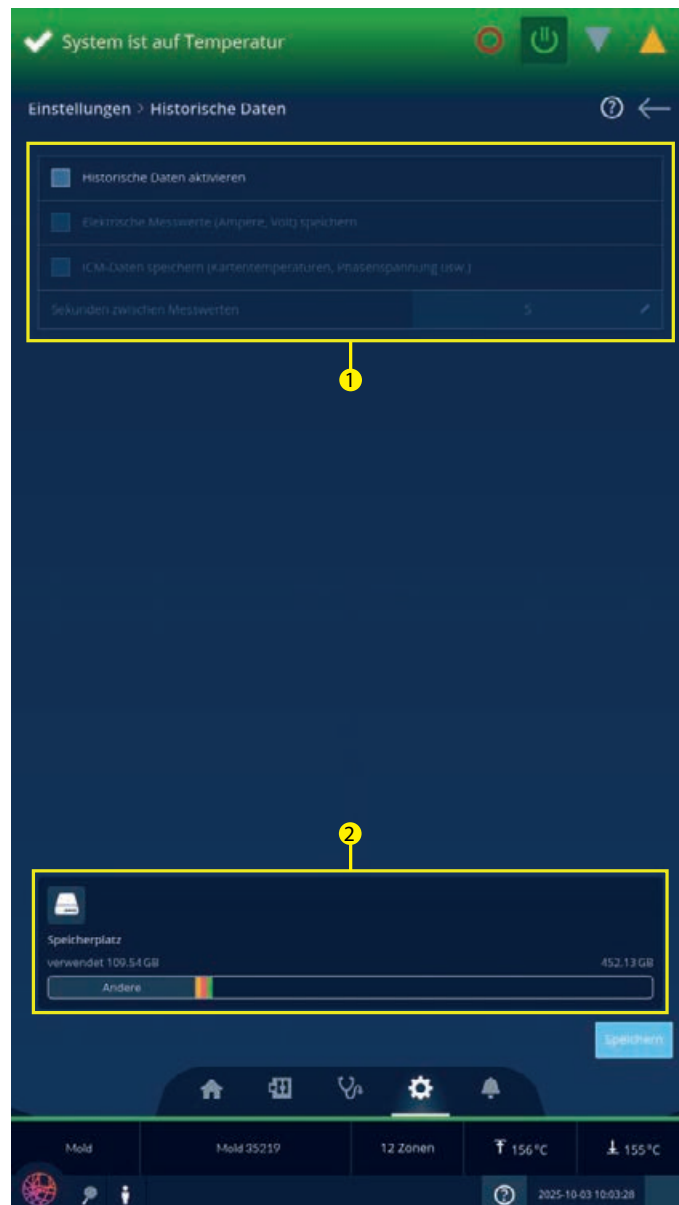 System ist auf Temperatur
Einstellungen > Historische Daten
Historische Daten aktivieren
Elektrische Messwerte (Ampere, Volt) speichern
ICM-Daten speichern (Kartentemperaturen, Phasenspannung usw.)
Sekunden zwischen Messwerten 5
1
2
Speicherplatz
verwendet 109.54 GB 452.13 GB
Andere
Speichern
Mold Mold 35219 12 Zonen 156°C 155°C
2025-10-03 10:03:28